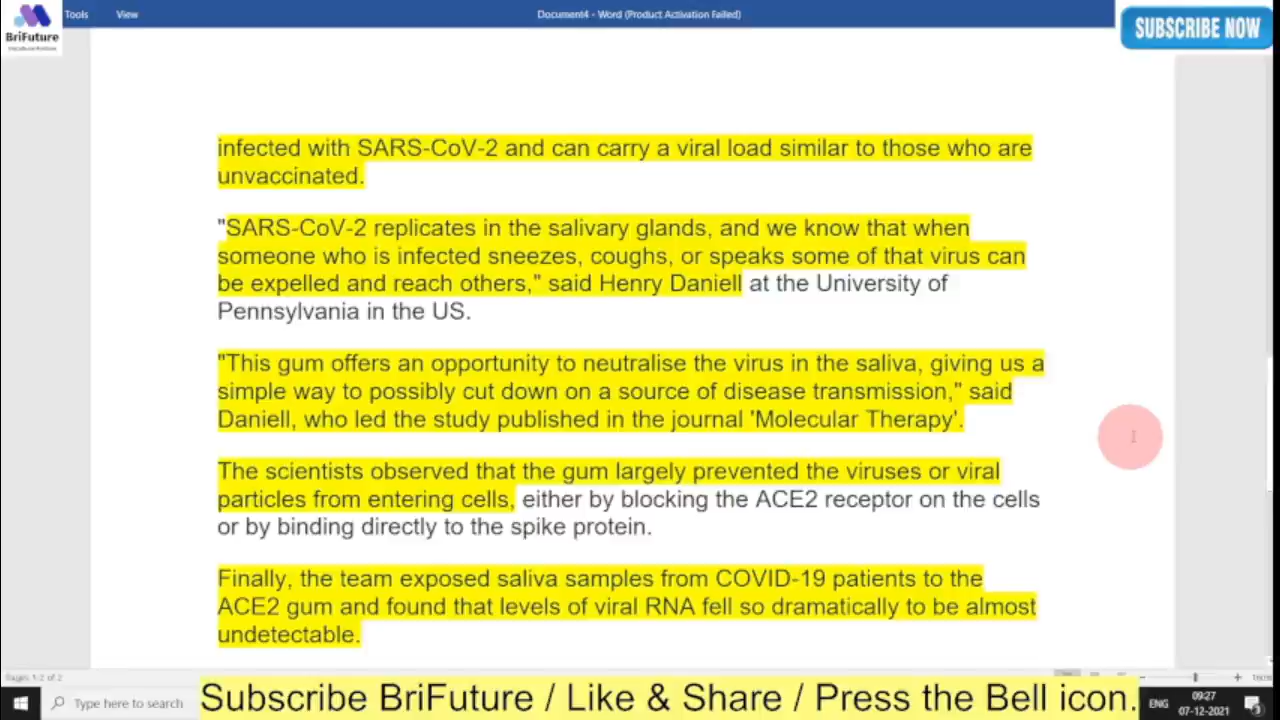 Tools View Document4 - Word (Product Activation Failed)
SUBSCRIBE NOW
BriFuture
infected with SARS-CoV-2 and can carry a viral load similar to those who are
unvaccinated.
"SARS-CoV-2 replicates in the salivary glands, and we know that when
someone who is infected sneezes, coughs, or speaks some of that virus can
be expelled and reach others," said Henry Daniell at the University of
Pennsylvania in the US.
"This gum offers an opportunity to neutralise the virus in the saliva, giving us a
simple way to possibly cut down on a source of disease transmission," said
Daniell, who led the study published in the journal 'Molecular Therapy'.
The scientists observed that the gum largely prevented the viruses or viral
particles from entering cells, either by blocking the ACE2 receptor on the cells
or by binding directly to the spike protein.
Finally, the team exposed saliva samples from COVID-19 patients to the
ACE2 gum and found that levels of viral RNA fell so dramatically to be almost
undetectable.
Type here to search
Subscribe BriFuture / Like & Share / Press the Bell icon.
ENG
09:27
07-12-2021